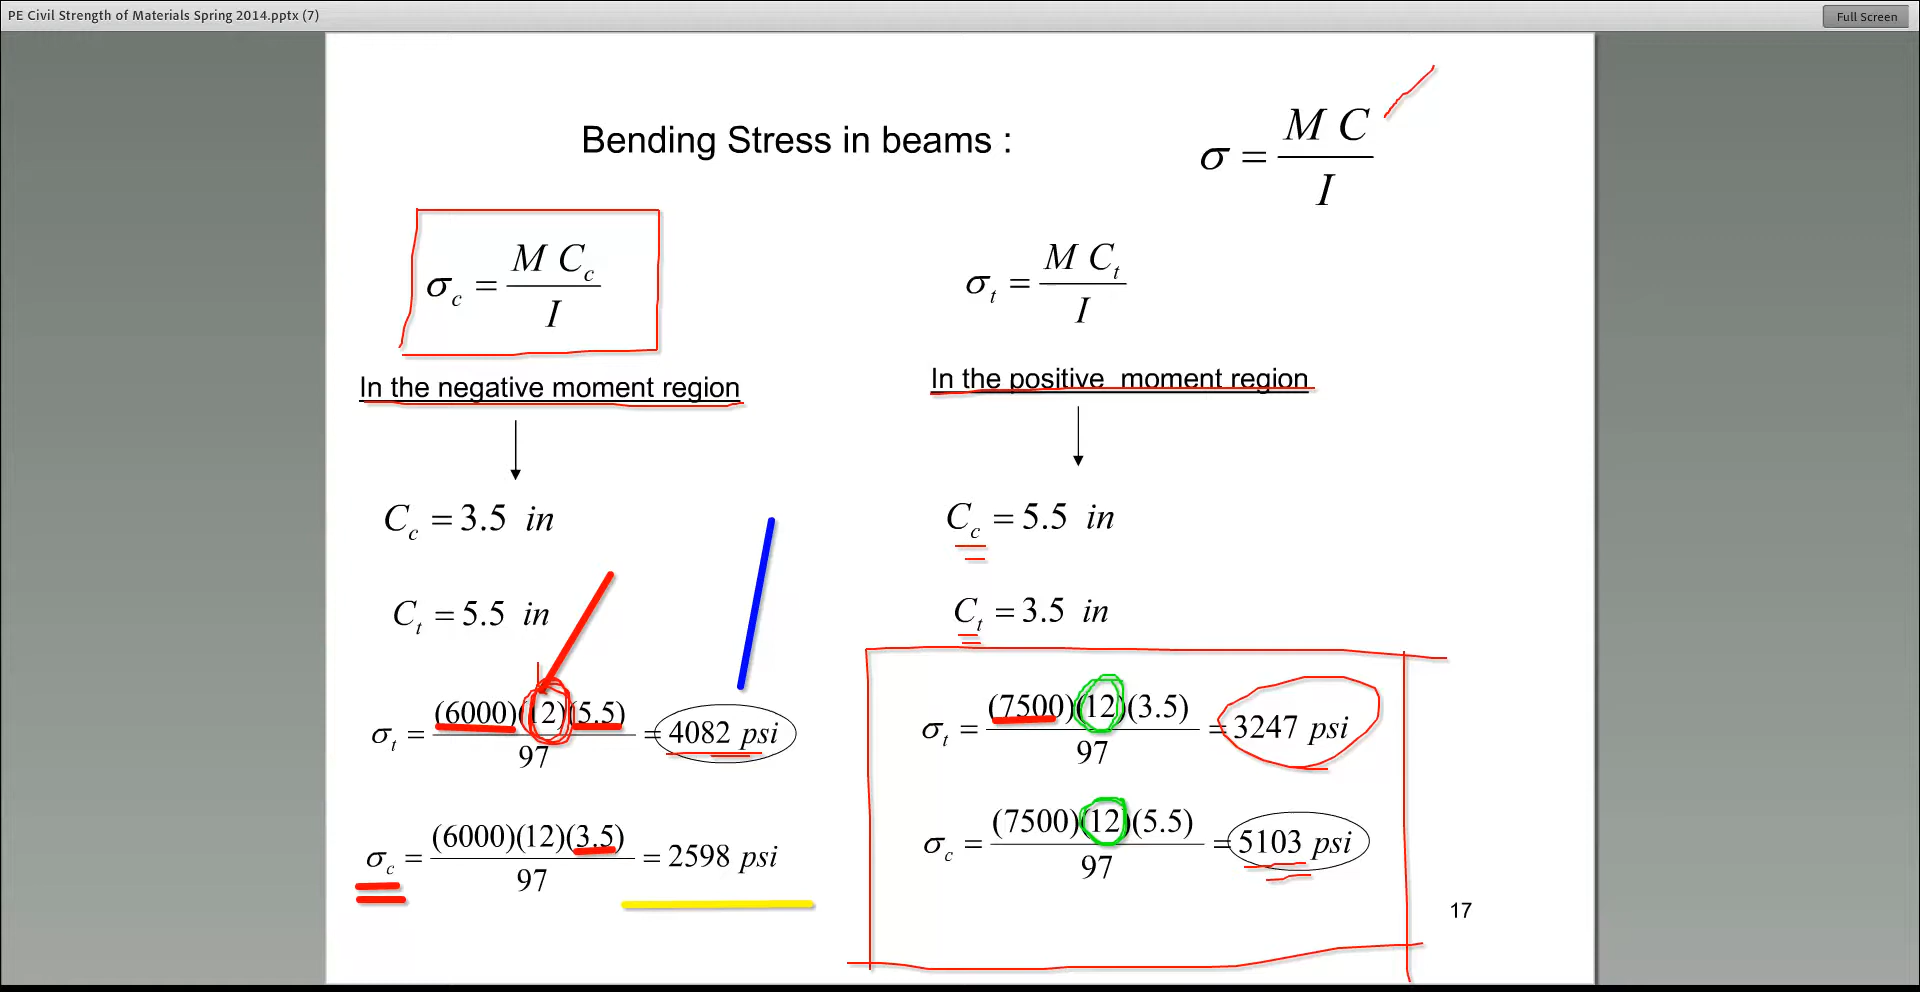 PE Civil Strength of Materials Spring 2014.pptx (7)
Full Screen
Bending Stress in beams :
σ = M C / I
σc = M Cc / I
In the negative moment region
Cc = 3.5 in
Ct = 5.5 in
σt = (6000)(12)(5.5) / 97 = 4082 psi
σc = (6000)(12)(3.5) / 97 = 2598 psi
σt = M Ct / I
In the positive moment region
Cc = 5.5 in
Ct = 3.5 in
σt = (7500)(12)(3.5) / 97 = 3247 psi
σc = (7500)(12)(5.5) / 97 = 5103 psi
17